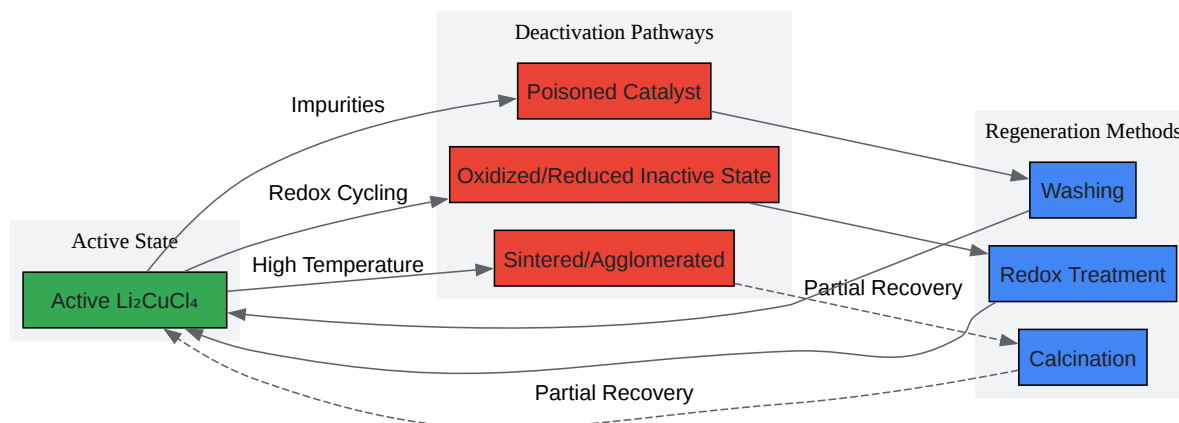 Deactivation Pathways
Poisoned Catalyst
Impurities
Regeneration Methods
Oxidized/Reduced Inactive State
Washing
Redox Cycling
Active State
Sintered/Agglomerated
High Temperature
Redox Treatment
Partial Recovery
Active Li₂CuCl₄
Calcination
Partial Recovery